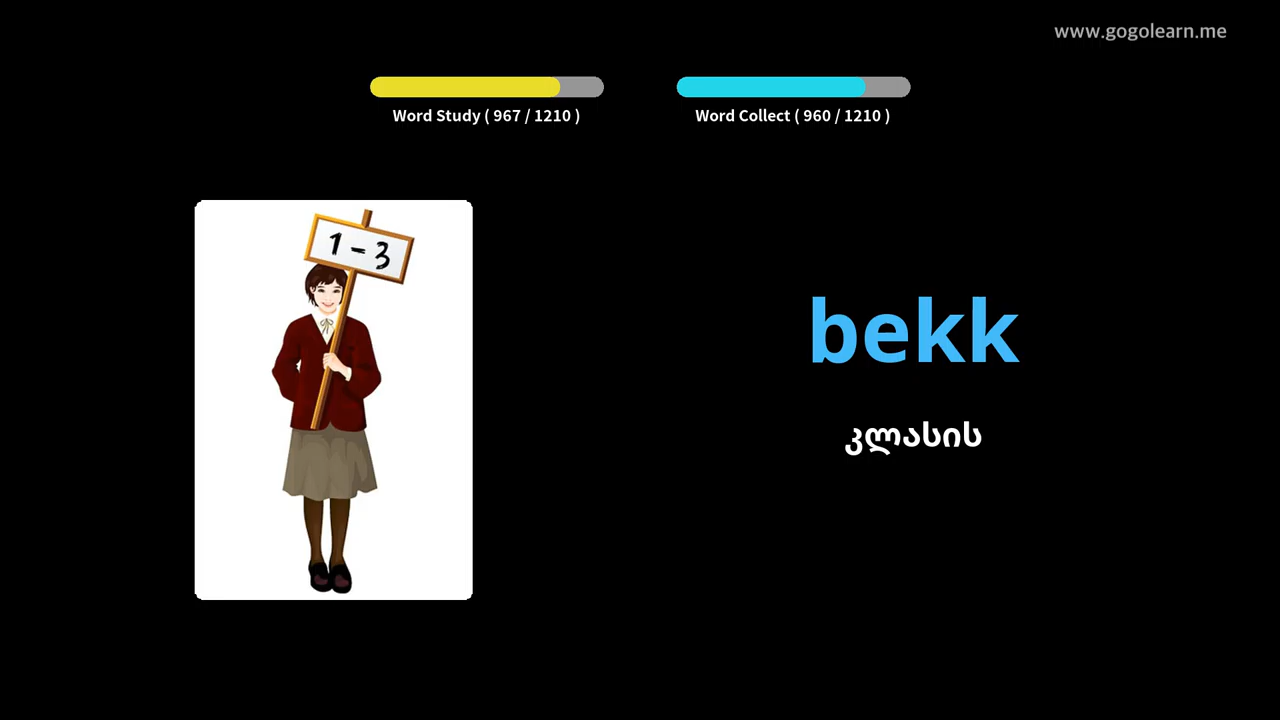 www.gogolearn.me
Word Study ( 967 / 1210 )
Word Collect ( 960 / 1210 )
1 - 3
bekk
კლასის